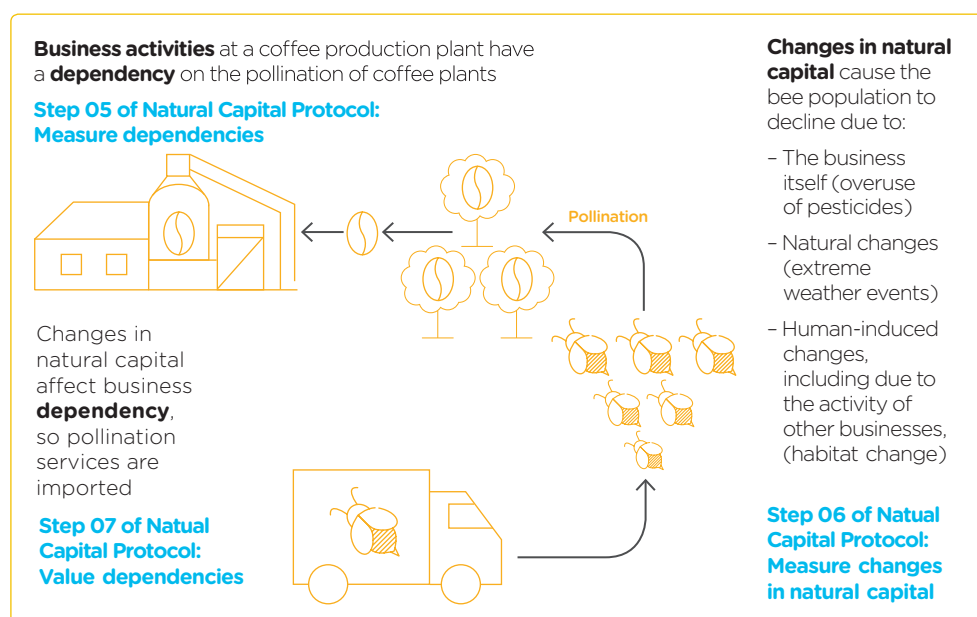 Business activities at a coffee production plant have
a dependency on the pollination of coffee plants
Step 05 of Natural Capital Protocol:
Measure dependencies
Pollination
Changes in natural
capital cause the
bee population to
decline due to:
– The business
itself (overuse
of pesticides)
– Natural changes
(extreme
weather events)
– Human-induced
changes,
including due to
the activity of
other businesses,
(habitat change)
Step 06 of Natual
Capital Protocol:
Measure changes
in natural capital
Changes in
natural capital
affect business
dependency,
so pollination
services are
imported
Step 07 of Natual
Capital Protocol:
Value dependencies